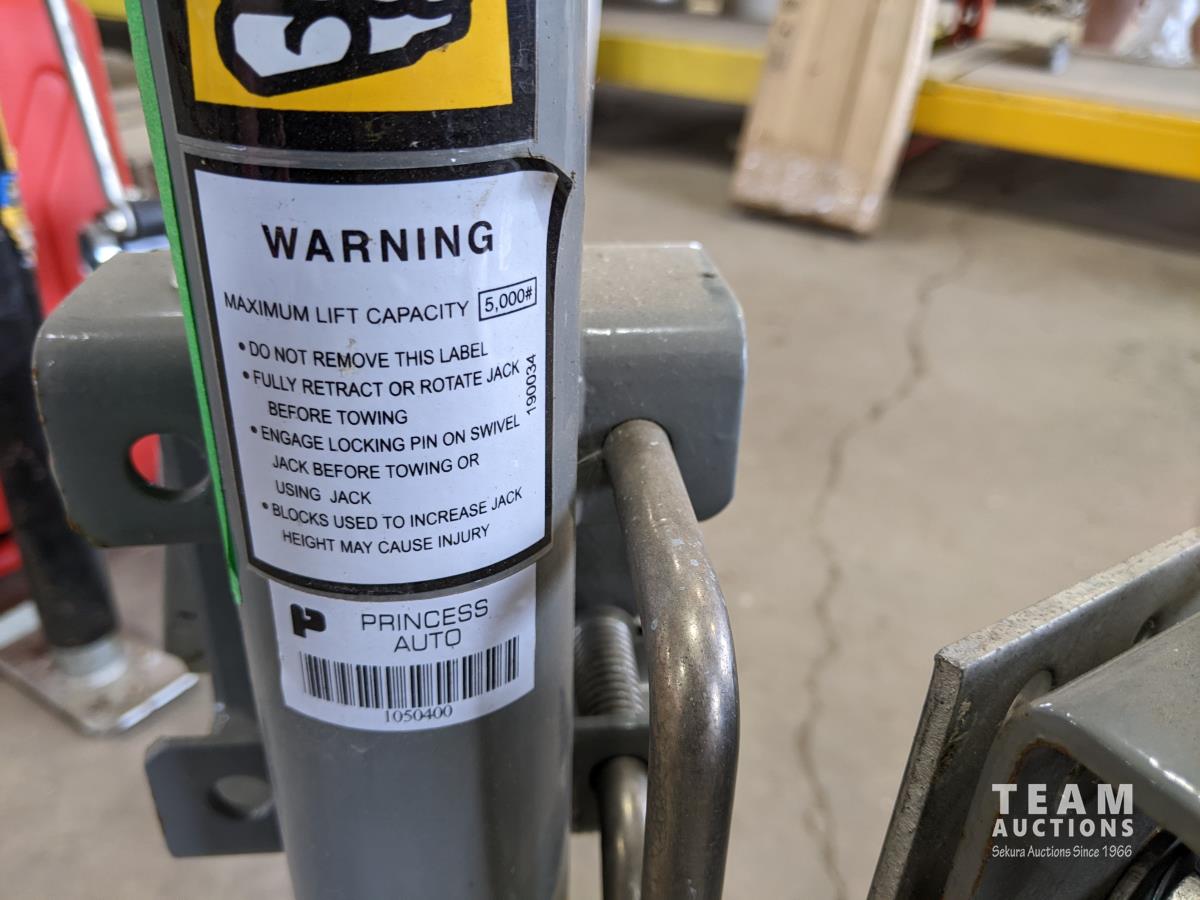 WARNING
MAXIMUM LIFT CAPACITY 5,000#
• DO NOT REMOVE THIS LABEL
• FULLY RETRACT OR ROTATE JACK
BEFORE TOWING
• ENGAGE LOCKING PIN ON SWIVEL
JACK BEFORE TOWING OR
USING JACK
• BLOCKS USED TO INCREASE JACK
HEIGHT MAY CAUSE INJURY
190034
PRINCESS
AUTO
1050400
TEAM
AUCTIONS
Sekura Auctions Since 1966